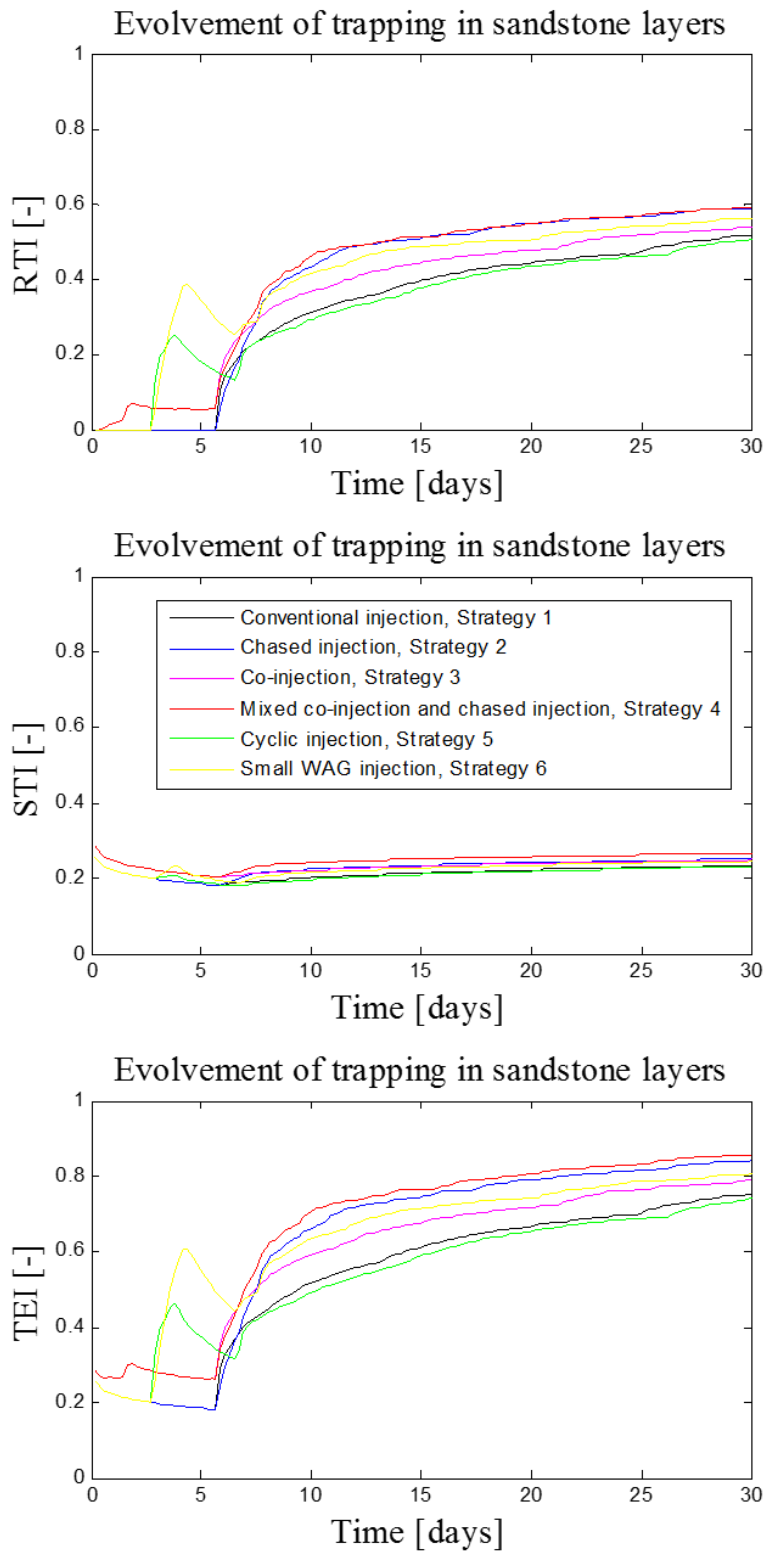 Evolvement of trapping in sandstone layers
1
0.8
0.6
0.4
0.2
0
RTI [-]
0 5 10 15 20 25 30
Time [days]
Evolvement of trapping in sandstone layers
1
0.8
0.6
0.4
0.2
0
STI [-]
Conventional injection, Strategy 1
Chased injection, Strategy 2
Co-injection, Strategy 3
Mixed co-injection and chased injection, Strategy 4
Cyclic injection, Strategy 5
Small WAG injection, Strategy 6
0 5 10 15 20 25 30
Time [days]
Evolvement of trapping in sandstone layers
1
0.8
0.6
0.4
0.2
0
TEI [-]
0 5 10 15 20 25 30
Time [days]